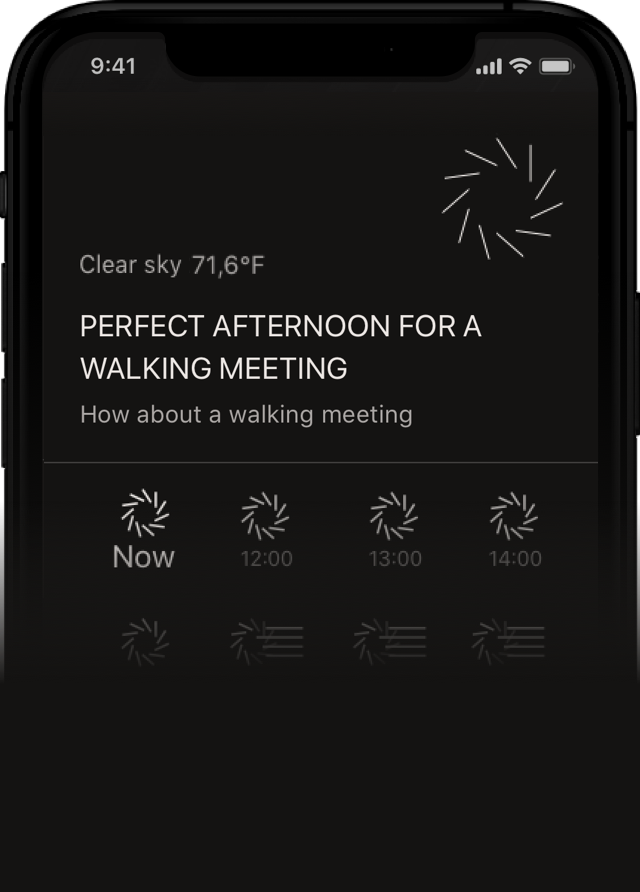 9:41
Clear sky 71,6°F
PERFECT AFTERNOON FOR A
WALKING MEETING
How about a walking meeting
Now 12:00 13:00 14:00